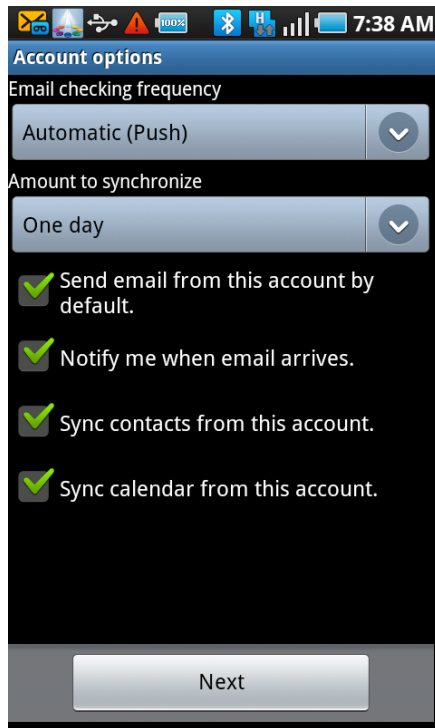 100%
H
7:38 AM
Account options
Email checking frequency
Automatic (Push)
Amount to synchronize
One day
Send email from this account by
default.
Notify me when email arrives.
Sync contacts from this account.
Sync calendar from this account.
Next